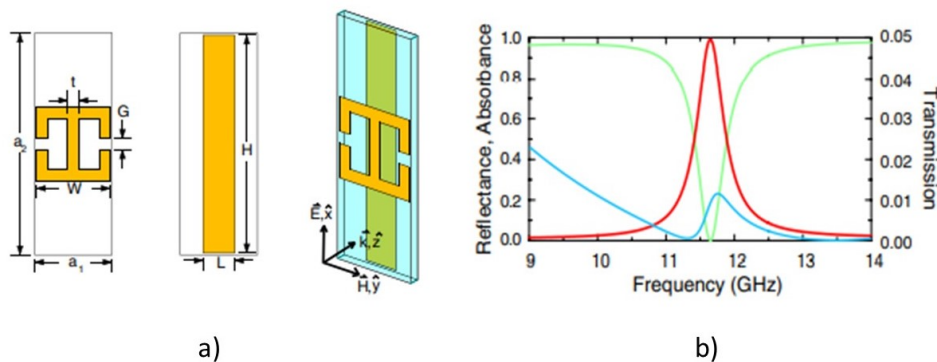 t
G
a2
W
a1
H
L
E,x̂
k,ẑ
H,ŷ
a)
Reflectance, Absorbance
1.0
0.8
0.6
0.4
0.2
0.0
9 10 11 12 13 14
Frequency (GHz)
0.05
0.04
0.03
0.02
0.01
0.00
Transmission
b)